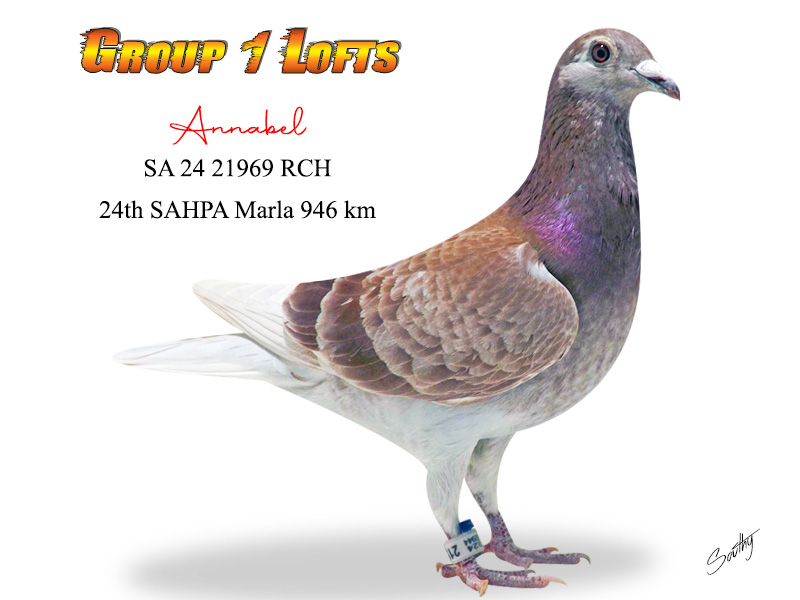 Group 1 Lofts
Annabel
SA 24 21969 RCH
24th SAHPA Marla 946 km
Southy